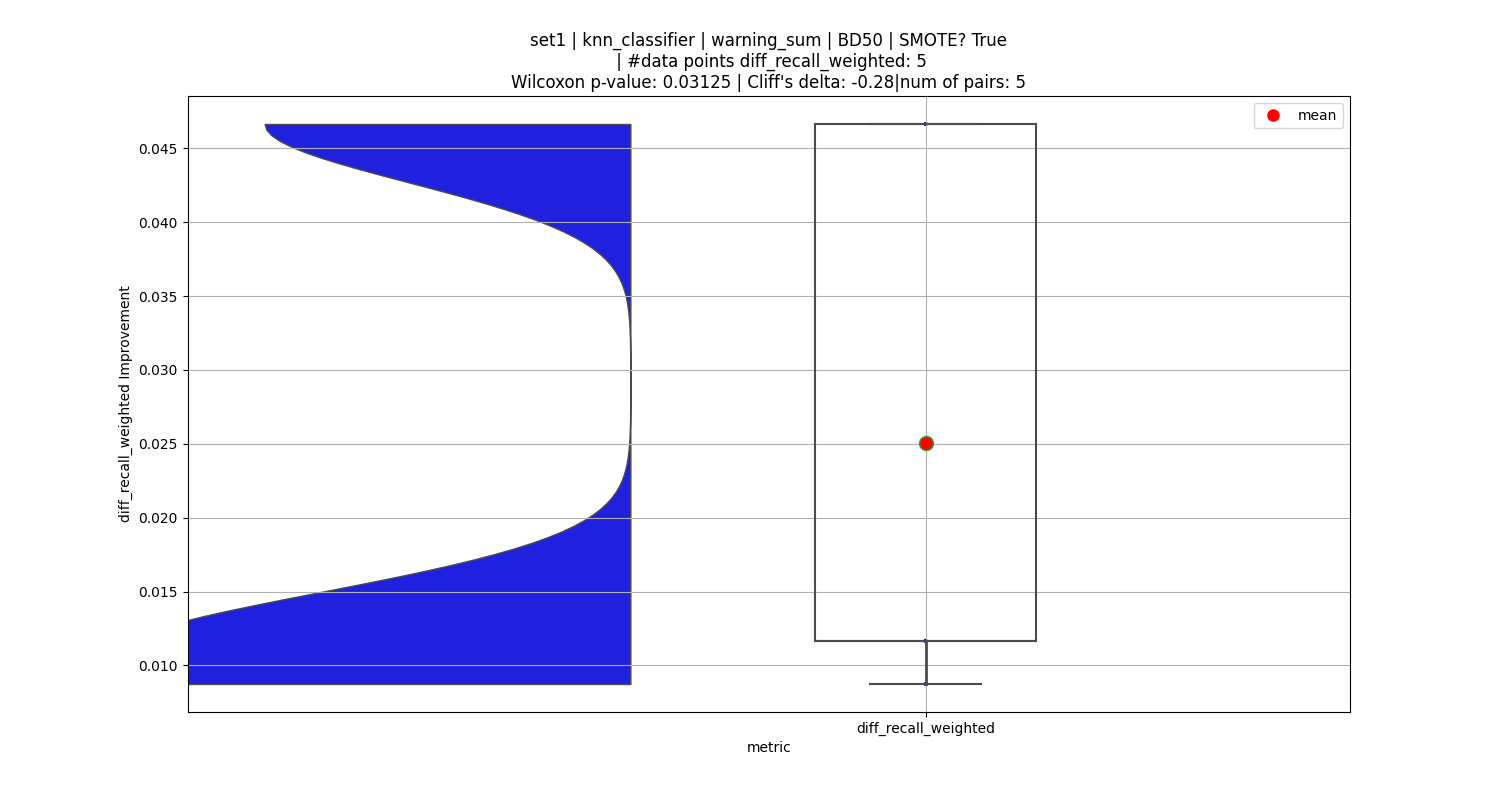 set1 | knn_classifier | warning_sum | BD50 | SMOTE? True
| #data points diff_recall_weighted: 5
Wilcoxon p-value: 0.03125 | Cliff's delta: -0.28|num of pairs: 5
mean
0.045
0.040
0.035
0.030
0.025
0.020
0.015
0.010
diff_recall_weighted Improvement
diff_recall_weighted
metric